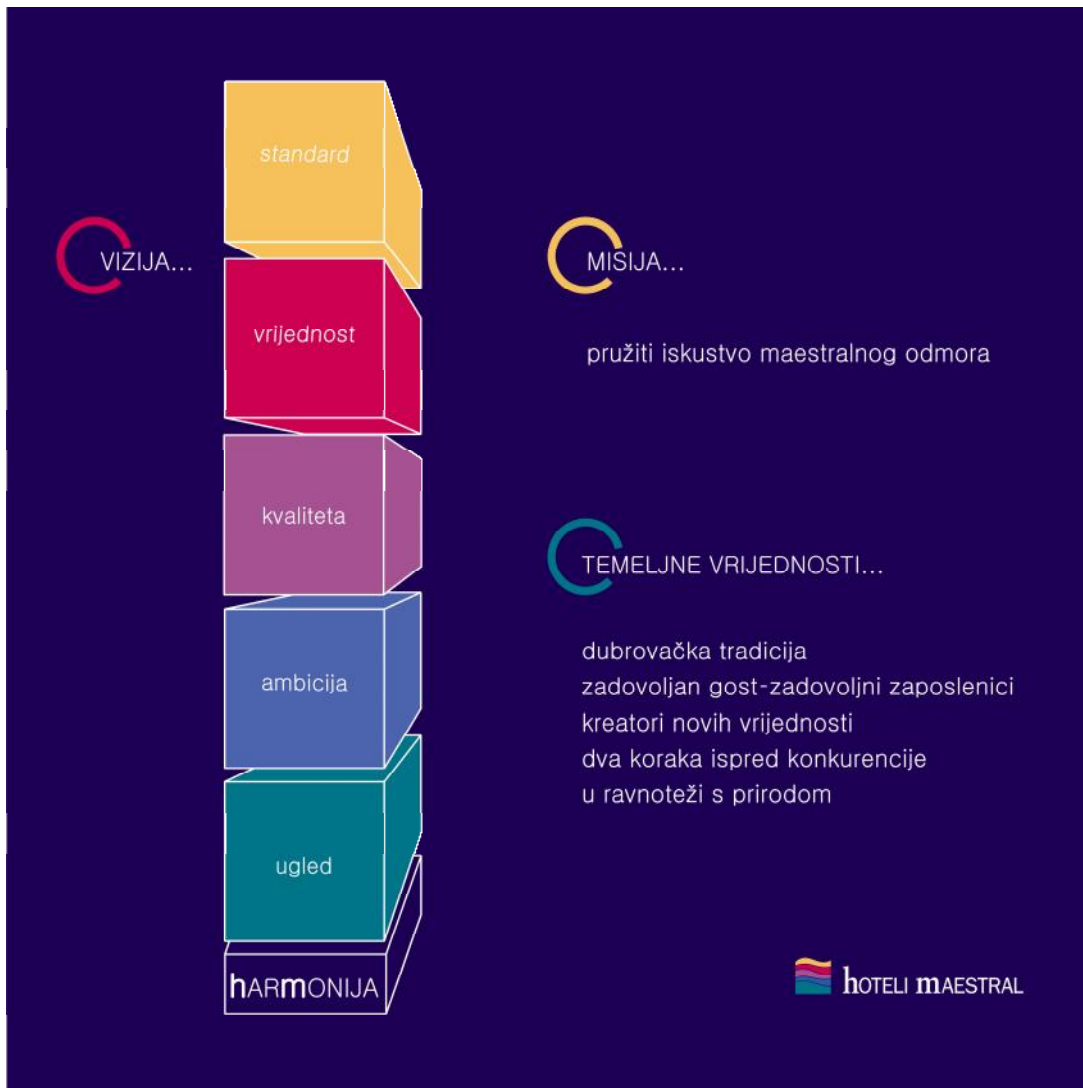 VIZIJA...
standard
vrijednost
kvaliteta
ambicija
ugled
hARmONIJA
MISIJA...
pružiti iskustvo maestralnog odmora
TEMELJNE VRIJEDNOSTI...
dubrovačka tradicija
zadovoljan gost-zadovoljni zaposlenici
kreatori novih vrijednosti
dva koraka ispred konkurencije
u ravnoteži s prirodom
hOTELI mAESTRAL